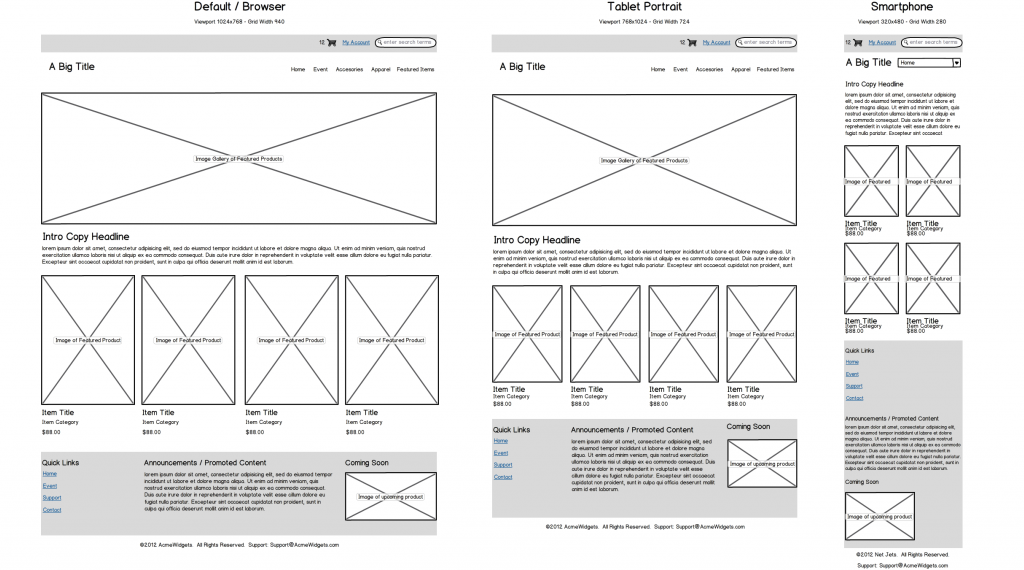 Default / Browser
Viewport 1024x768 - Grid Width 940
12 My Account enter search terms
A Big Title
Home Event Accesories Apparel Featured Items
Image Gallery of Featured Products
Intro Copy Headline
lorem ipsum dolor sit amet, consectetur adipisicing elit, sed do eiusmod tempor incididunt ut labore et dolore magna aliqua. Ut enim ad minim veniam, quis nostrud
exercitation ullamco laboris nisi ut aliquip ex ea commodo consequat. Duis aute irure dolor in reprehenderit in voluptate velit esse dolore eu fugiat nulla pariatur.
Excepteur sint occaecat cupidatat non proident, sunt in culpa qui officia deserunt mollit anim id est laborum.
Image of Featured Product Image of Featured Product Image of Featured Product Image of Featured Product
Item Title Item Title Item Title Item Title
Item Category Item Category Item Category Item Category
$88.00 $88.00 $88.00 $88.00
Quick Links
Home
Event
Support
Contact
Announcements / Promoted Content
lorem ipsum dolor sit amet, consectetur adipisicing elit, sed do eiusmod tempor
incididunt ut labore et dolore magna aliqua. Ut enim ad minim veniam, quis
nostrud exercitation ullamco laboris nisi ut aliquip ex ea commodo consequat.
Duis aute irure dolor in reprehenderit in voluptate velit esse dolore eu fugiat
nulla pariatur. Excepteur sint occaecat cupidatat non proident, sunt in culpa qui
officia deserunt mollit anim id est laborum.
Coming Soon
Image of upcoming product
©2012 AcmeWidgets. All Rights Reserved. Support: Support@AcmeWidgets.com
Tablet Portrait
Viewport 768x1024 - Grid Width 724
12 My Account enter search terms
A Big Title
Home Event Accesories Apparel Featured Items
Image Gallery of Featured Products
Intro Copy Headline
lorem ipsum dolor sit amet, consectetur adipisicing elit, sed do eiusmod tempor incididunt ut labore et dolore magna aliqua. Ut
enim ad minim veniam, quis nostrud exercitation ullamco laboris nisi ut aliquip ex ea commodo consequat. Duis aute irure dolor in
reprehenderit in voluptate velit esse dolore eu fugiat nulla pariatur. Excepteur sint occaecat cupidatat non proident, sunt in
culpa qui officia deserunt mollit anim id est laborum.
Image of Featured Product Image of Featured Product Image of Featured Product Image of Featured Product
Item Title Item Title Item Title Item Title
Item Category Item Category Item Category Item Category
$88.00 $88.00 $88.00 $88.00
Quick Links
Home
Event
Support
Contact
Announcements / Promoted Content
lorem ipsum dolor sit amet, consectetur adipisicing
elit, sed do eiusmod tempor incididunt ut labore et
dolore magna aliqua. Ut enim ad minim veniam, quis
nostrud exercitation ullamco laboris nisi ut aliquip
ex ea commodo consequat. Duis aute irure dolor in
reprehenderit in voluptate velit esse dolore eu
fugiat nulla pariatur. Excepteur sint occaecat
cupidatat non proident, sunt in culpa qui officia
deserunt mollit anim id est laborum.
Coming Soon
Image of upcoming product
©2012 AcmeWidgets. All Rights Reserved. Support: Support@AcmeWidgets.com
Smartphone
Viewport 320x480 - Grid Width 280
12 My Account enter search terms
A Big Title Home
Intro Copy Headline
lorem ipsum dolor sit amet, consectetur adipisicing
elit, sed do eiusmod tempor incididunt ut labore et
dolore magna aliqua. Ut enim ad minim veniam, quis
nostrud exercitation ullamco laboris nisi ut aliquip ex
ea commodo consequat. Duis aute irure dolor in
reprehenderit in voluptate velit esse dolore eu
fugiat nulla pariatur.
Image of Featured Image of Featured
Item Title Item Title
Item Category Item Category
$88.00 $88.00
Image of Featured Image of Featured
Item Title Item Title
Item Category Item Category
$88.00 $88.00
Quick Links
Home
Event
Support
Contact
Announcements / Promoted Content
lorem ipsum dolor sit amet, consectetur adipisicing elit,
sed do eiusmod tempor incididunt ut labore et dolore
magna aliqua. Ut enim ad minim veniam, quis nostrud
exercitation ullamco laboris nisi ut aliquip ex ea
commodo consequat. Duis aute irure dolor in
reprehenderit in voluptate velit esse dolore eu fugiat
nulla pariatur. Excepteur sint occaecat cupidatat non
proident, sunt in culpa qui officia deserunt mollit anim id
est laborum.
Coming Soon
Image of upcoming product
©2012 Net Jets. All Rights Reserved.
Support: Support@AcmeWidgets.com